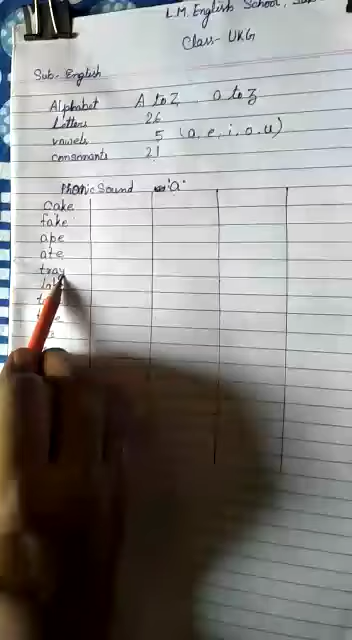 L.M. English School,
Class- UKG
Sub- English
Alphabet A to Z, a to z
Letters 26
vowels 5 (a, e, i, o, u)
consonants 21
Phonic Sound "a"
Cake
fake
ape
ate
tray